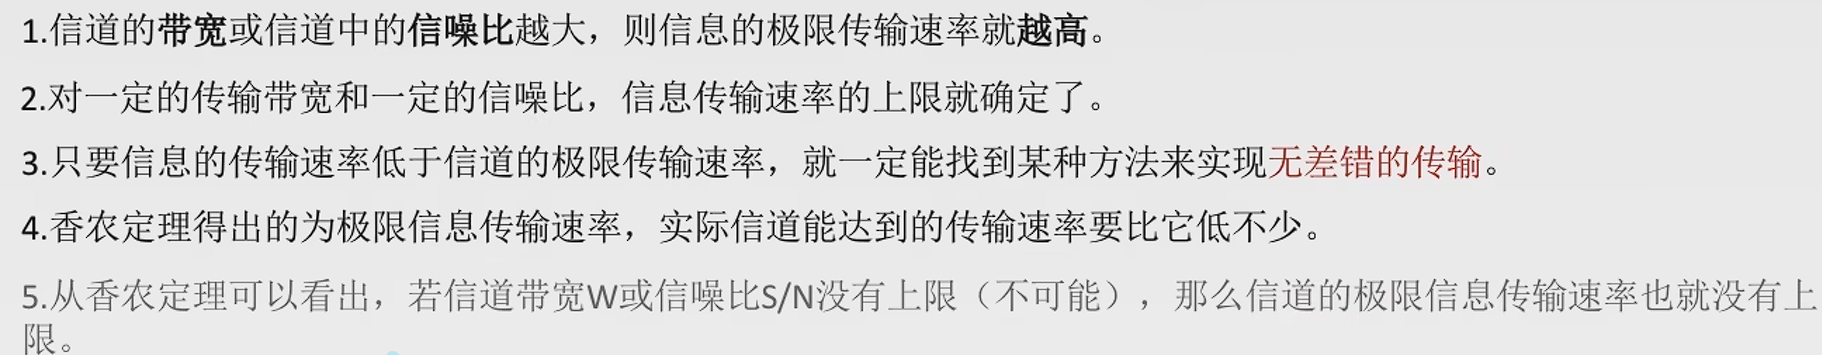 1.信道的带宽或信道中的信噪比越大，则信息的极限传输速率就越高。
2.对一定的传输带宽和一定的信噪比，信息传输速率的上限就确定了。
3.只要信息的传输速率低于信道的极限传输速率，就一定能找到某种方法来实现无差错的传输。
4.香农定理得出的为极限信息传输速率，实际信道能达到的传输速率要比它低不少。
5.从香农定理可以看出，若信道带宽W或信噪比S/N没有上限（不可能），那么信道的极限信息传输速率也就没有上
限。